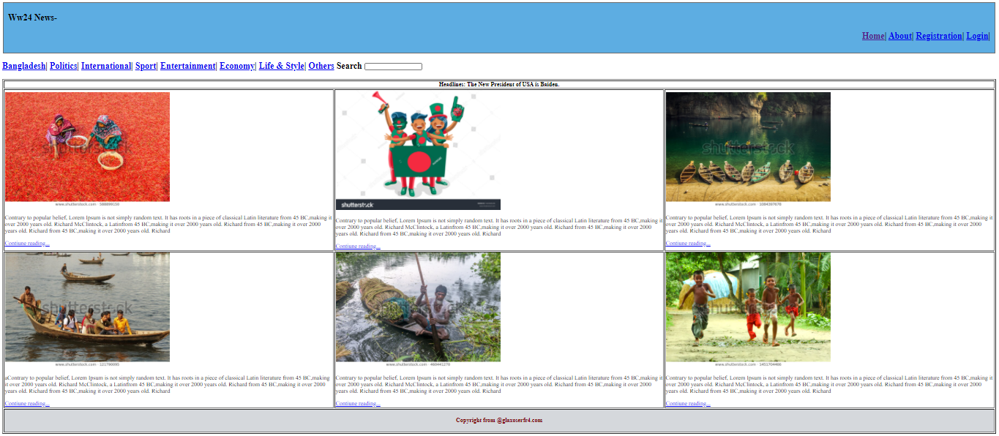 Ww24 News-
Home| About| Registration| Login|
Bangladesh| Politics| International| Sport| Entertainment| Economy| Life & Style| Others Search
Headlines: The New President of USA is Baiden.
shutterstock
www.shutterstock.com
shutterstock
shutterstock
www.shutterstock.com
Contrary to popular belief, Lorem Ipsum is not simply random text. It has roots in a piece of classical Latin literature from 45 BC,making it
over 2000 years old. Richard McClintock, a Latinfrom 45 BC,making it over 2000 years old. Richard from 45 BC,making it over 2000
years old. Richard from 45 BC,making it over 2000 years old. Richard
Contiune reading...
Contrary to popular belief, Lorem Ipsum is not simply random text. It has roots in a piece of classical Latin literature from 45 BC,making it
over 2000 years old. Richard McClintock, a Latinfrom 45 BC,making it over 2000 years old. Richard from 45 BC,making it over 2000
years old. Richard from 45 BC,making it over 2000 years old. Richard
Contiune reading...
Contrary to popular belief, Lorem Ipsum is not simply random text. It has roots in a piece of classical Latin literature from 45 BC,making it
over 2000 years old. Richard McClintock, a Latinfrom 45 BC,making it over 2000 years old. Richard from 45 BC,making it over 2000
years old. Richard from 45 BC,making it over 2000 years old. Richard
Contiune reading...
shutterstock
www.shutterstock.com
shutterstock
www.shutterstock.com
shutterstock
www.shutterstock.com
aContrary to popular belief, Lorem Ipsum is not simply random text. It has roots in a piece of classical Latin literature from 45 BC,making
it over 2000 years old. Richard McClintock, a Latinfrom 45 BC,making it over 2000 years old. Richard from 45 BC,making it over 2000
years old. Richard from 45 BC,making it over 2000 years old. Richard
Contiune reading...
Contrary to popular belief, Lorem Ipsum is not simply random text. It has roots in a piece of classical Latin literature from 45 BC,making it
over 2000 years old. Richard McClintock, a Latinfrom 45 BC,making it over 2000 years old. Richard from 45 BC,making it over 2000
years old. Richard from 45 BC,making it over 2000 years old. Richard
Contiune reading...
Contrary to popular belief, Lorem Ipsum is not simply random text. It has roots in a piece of classical Latin literature from 45 BC,making it
over 2000 years old. Richard McClintock, a Latinfrom 45 BC,making it over 2000 years old. Richard from 45 BC,making it over 2000
years old. Richard from 45 BC,making it over 2000 years old. Richard
Contiune reading...
Copyright from @glaxoserfr4.com